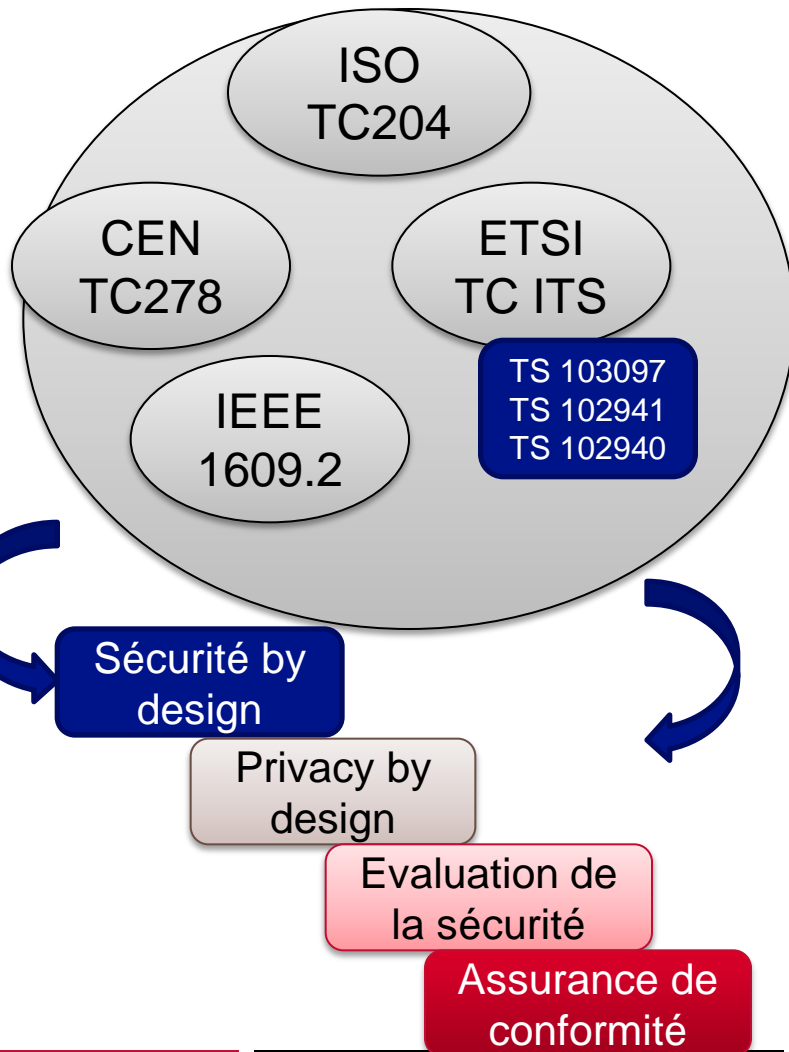 ISO
TC204
CEN
TC278
ETSI
TC ITS
TS 103097
TS 102941
TS 102940
IEEE
1609.2
Sécurité by
design
Privacy by
design
Evaluation de
la sécurité
Assurance de
conformité